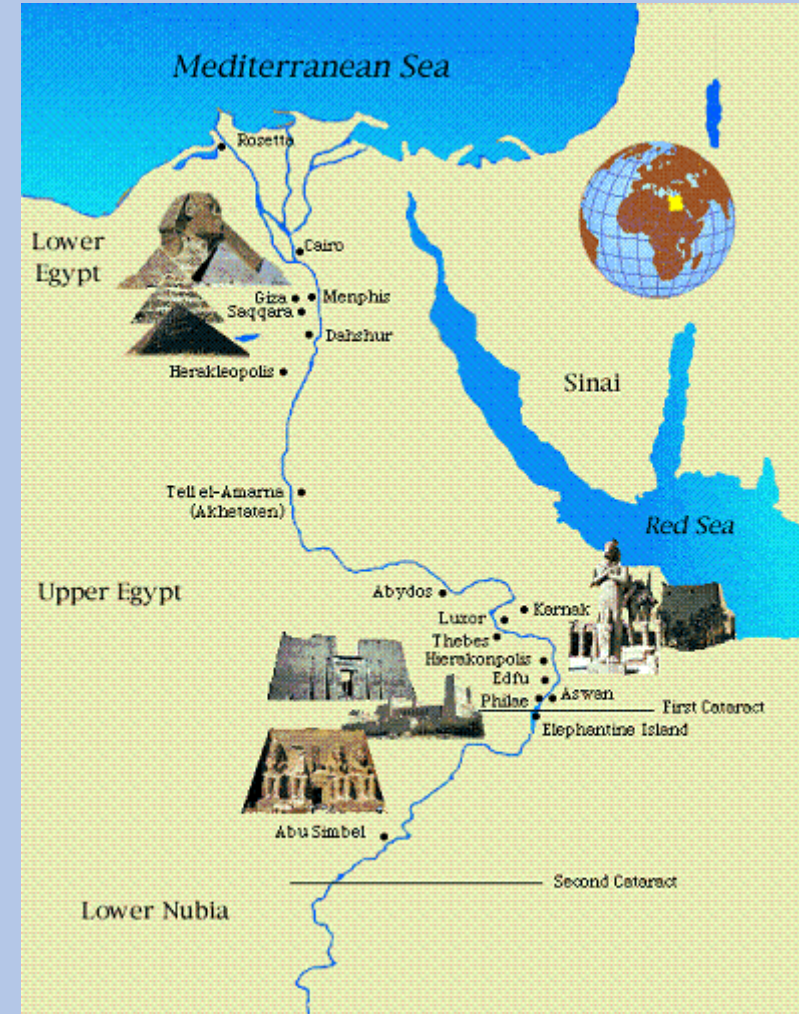 Mediterranean Sea
Rosetta
Lower
Egypt
Cairo
Giza
Menphis
Saqqara
Dahshur
Herakleopolis
Sinai
Tell el-Amarna
(Akhetaten)
Red Sea
Upper Egypt
Abydos
Karnak
Luxor
Thebes
Hierakonpolis
Edfu
Philae
Aswan
First Cataract
Elephantine Island
Abu Simbel
Second Cataract
Lower Nubia